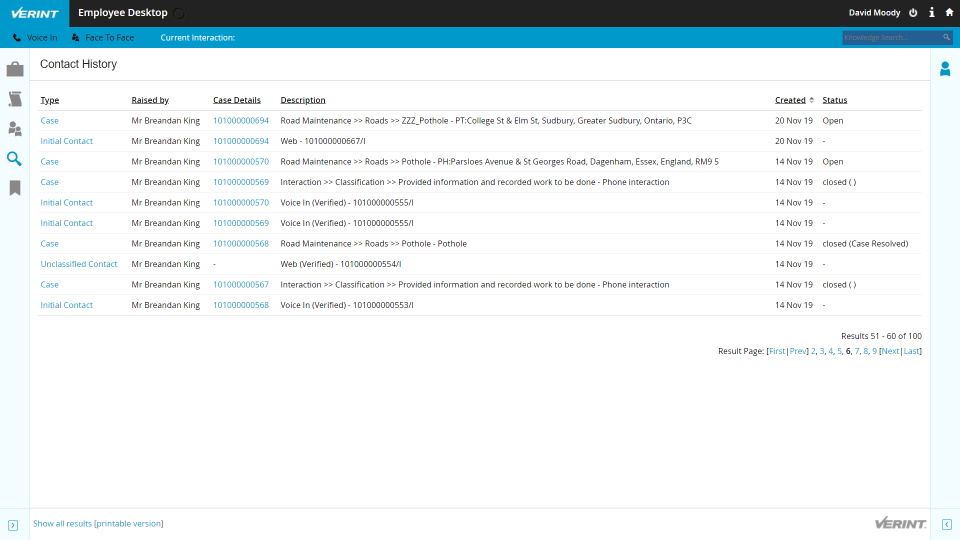 VERINT Employee Desktop David Moody
Voice In Face To Face Current Interaction: Knowledge Search...
Contact History
Type Raised by Case Details Description Created Status
Case Mr Breandan King 101000000694 Road Maintenance >> Roads >> ZZZ_Pothole - PT:College St & Elm St, Sudbury, Greater Sudbury, Ontario, P3C 20 Nov 19 Open
Initial Contact Mr Breandan King 101000000694 Web - 101000000667/I 20 Nov 19 -
Case Mr Breandan King 101000000570 Road Maintenance >> Roads >> Pothole - PH:Parsloes Avenue & St Georges Road, Dagenham, Essex, England, RM9 5 14 Nov 19 Open
Case Mr Breandan King 101000000569 Interaction >> Classification >> Provided information and recorded work to be done - Phone interaction 14 Nov 19 closed ( )
Initial Contact Mr Breandan King 101000000570 Voice In (Verified) - 101000000555/I 14 Nov 19 -
Initial Contact Mr Breandan King 101000000569 Voice In (Verified) - 101000000555/I 14 Nov 19 -
Case Mr Breandan King 101000000568 Road Maintenance >> Roads >> Pothole - Pothole 14 Nov 19 closed (Case Resolved)
Unclassified Contact Mr Breandan King - Web (Verified) - 101000000554/I 14 Nov 19 -
Case Mr Breandan King 101000000567 Interaction >> Classification >> Provided information and recorded work to be done - Phone interaction 14 Nov 19 closed ( )
Initial Contact Mr Breandan King 101000000568 Voice In (Verified) - 101000000553/I 14 Nov 19 -
Results 51 - 60 of 100
Result Page: [First|Prev] 2, 3, 4, 5, 6, 7, 8, 9 [Next|Last]
Show all results [printable version] VERINT.